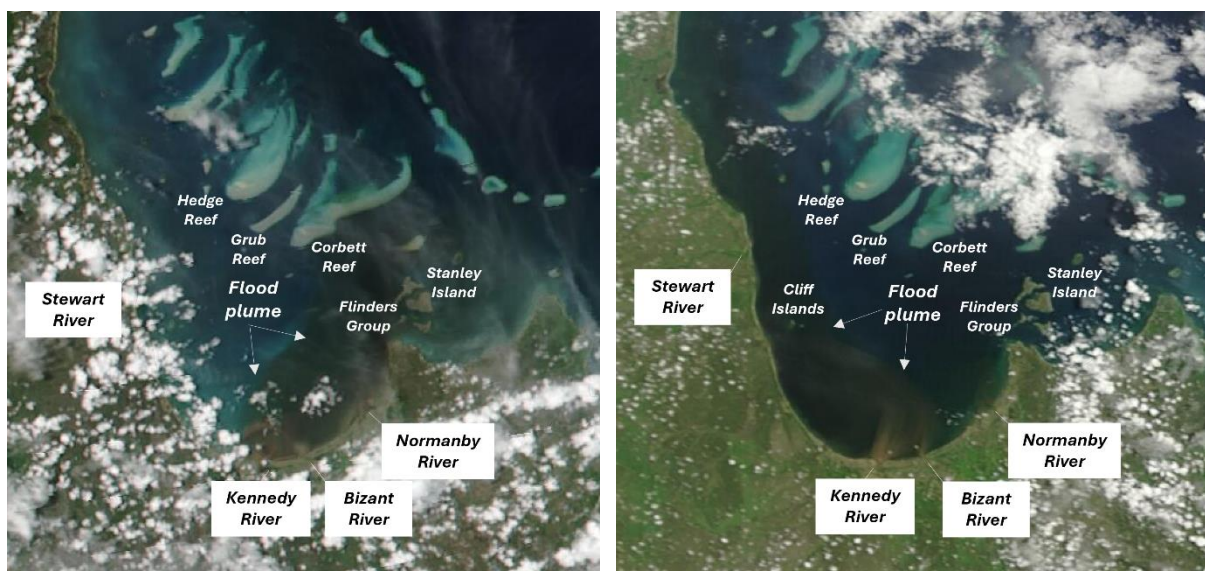 Hedge
Reef
Grub
Reef
Corbett
Reef
Stanley
Island
Flood
plume
Flinders
Group
Stewart
River
Normanby
River
Kennedy
River
Bizant
River
Hedge
Reef
Grub
Reef
Corbett
Reef
Stanley
Island
Stewart
River
Cliff
Islands
Flood
plume
Flinders
Group
Normanby
River
Kennedy
River
Bizant
River